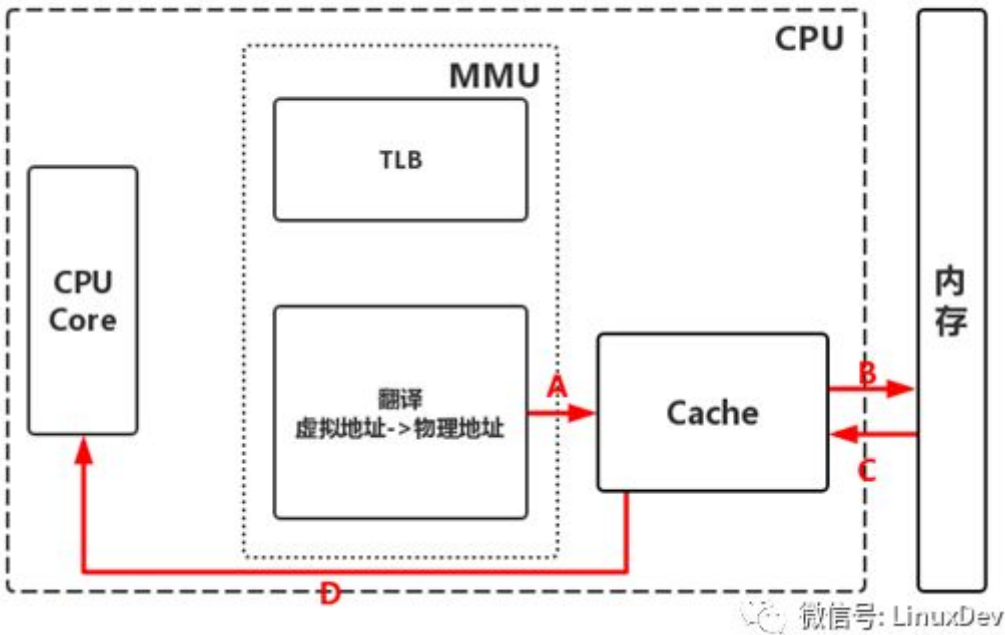 CPU
MMU
TLB
CPU
Core
翻译
虚拟地址->物理地址
A
Cache
B
C
D
内
存
微信号: LinuxDev